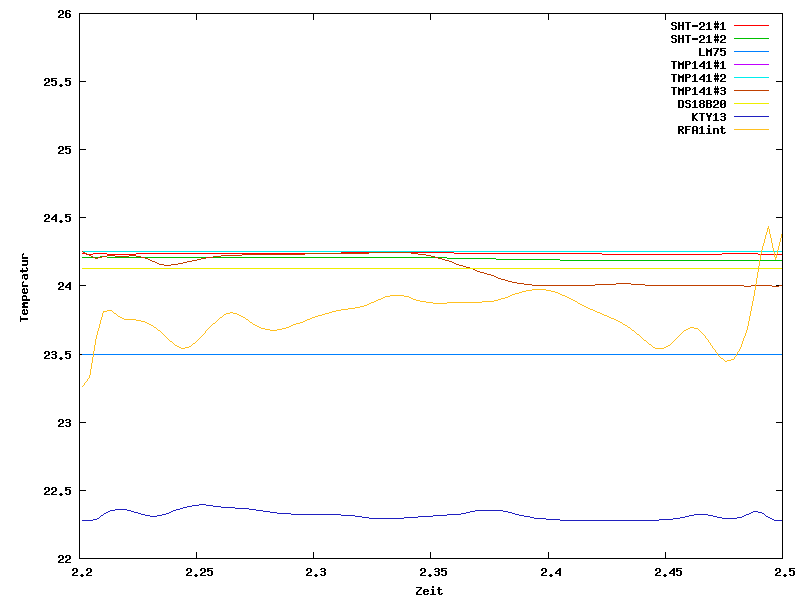 26
SHT-21#1
SHT-21#2
LM75
TMP141#1
TMP141#2
TMP141#3
DS18B20
KTY13
RFA1int
25.5
25
24.5
24
23.5
23
22.5
22
Temperatur
2.2 2.25 2.3 2.35 2.4 2.45 2.5
Zeit